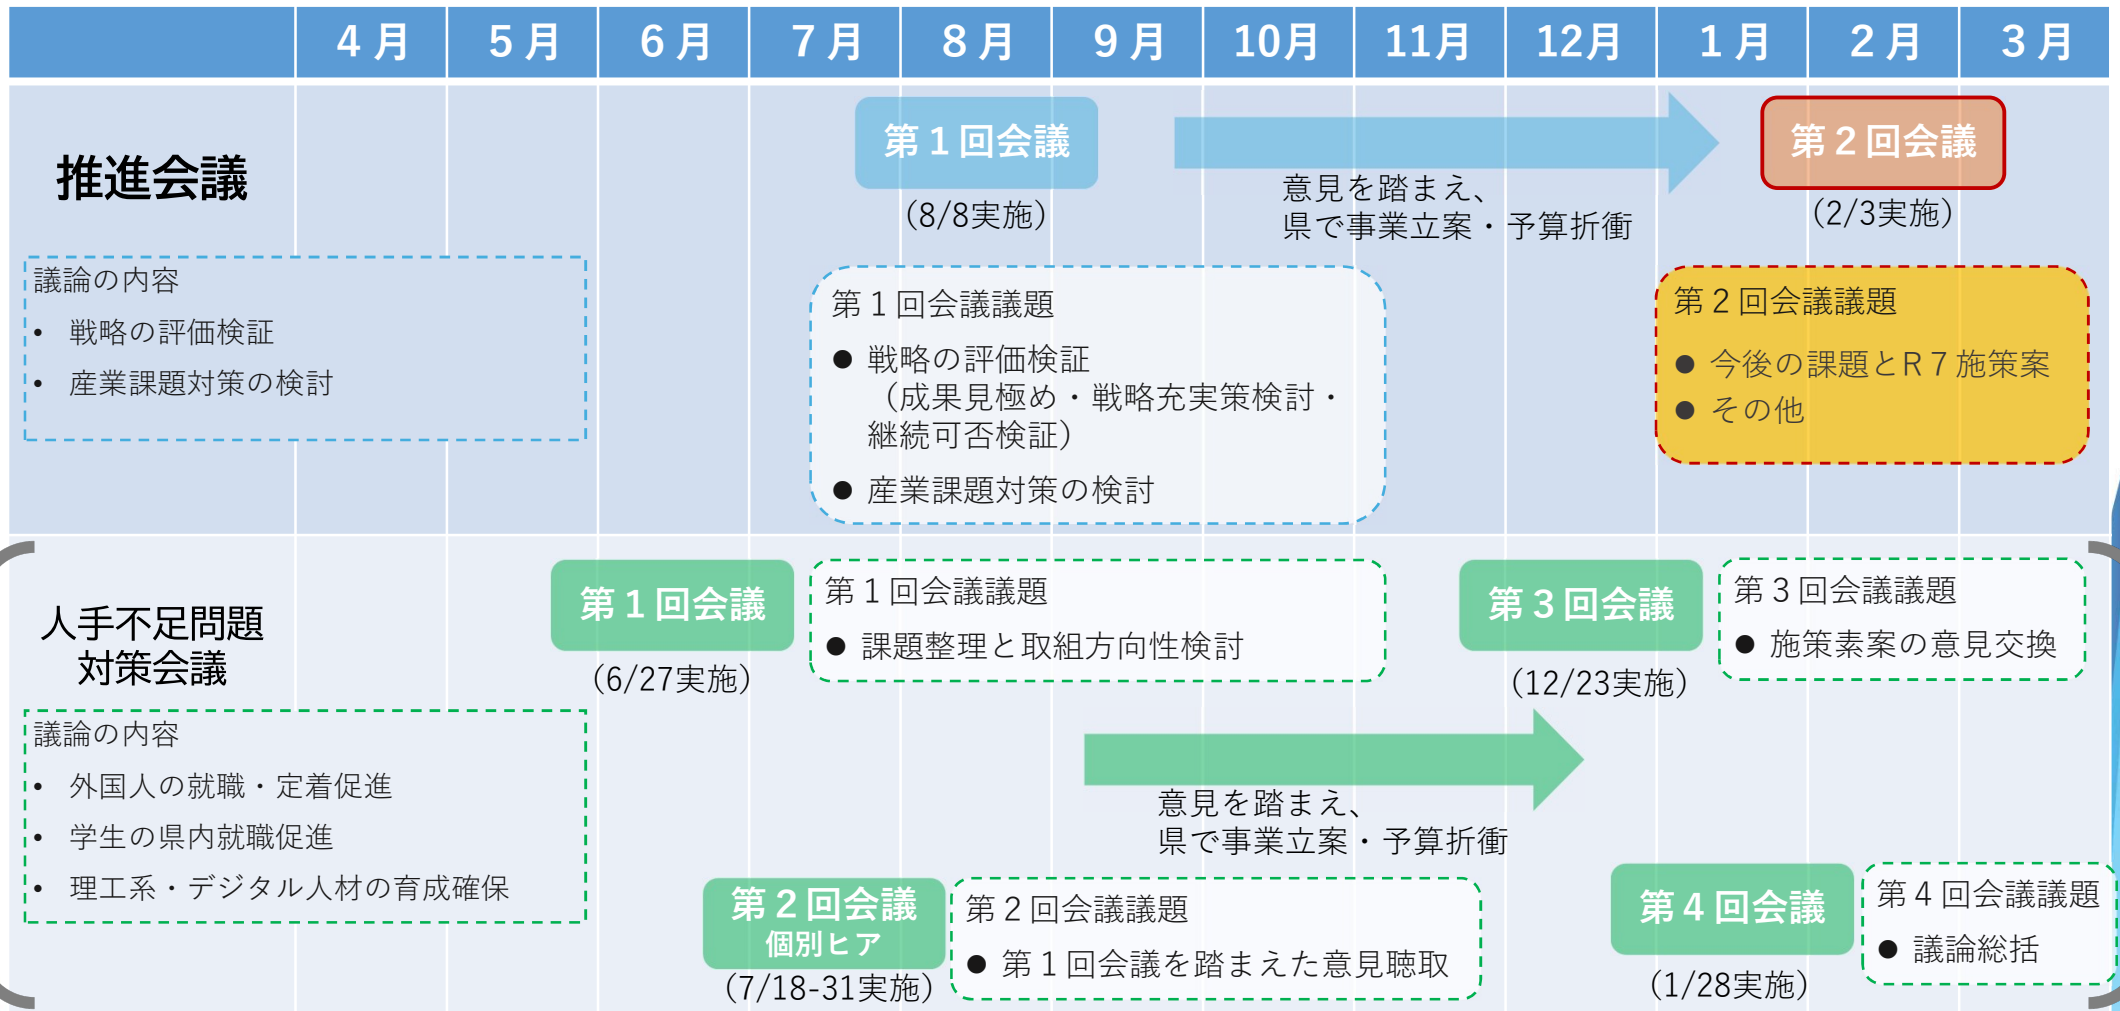 4月 5月 6月 7月 8月 9月 10月 11月 12月 1月 2月 3月
推進会議
議論の内容
• 戦略の評価検証
• 産業課題対策の検討
第1回会議
(8/8実施)
意見を踏まえ、
県で事業立案・予算折衝
第2回会議
(2/3実施)
第1回会議議題
● 戦略の評価検証
（成果見極め・戦略充実策検討・
継続可否検証）
● 産業課題対策の検討
第2回会議議題
● 今後の課題とR7施策案
● その他
人手不足問題
対策会議
議論の内容
• 外国人の就職・定着促進
• 学生の県内就職促進
• 理工系・デジタル人材の育成確保
第1回会議
(6/27実施)
第1回会議議題
● 課題整理と取組方向性検討
第3回会議
(12/23実施)
第3回会議議題
● 施策素案の意見交換
意見を踏まえ、
県で事業立案・予算折衝
第2回会議
個別ヒア
(7/18-31実施)
第2回会議議題
● 第1回会議を踏まえた意見聴取
第4回会議
(1/28実施)
第4回会議議題
● 議論総括